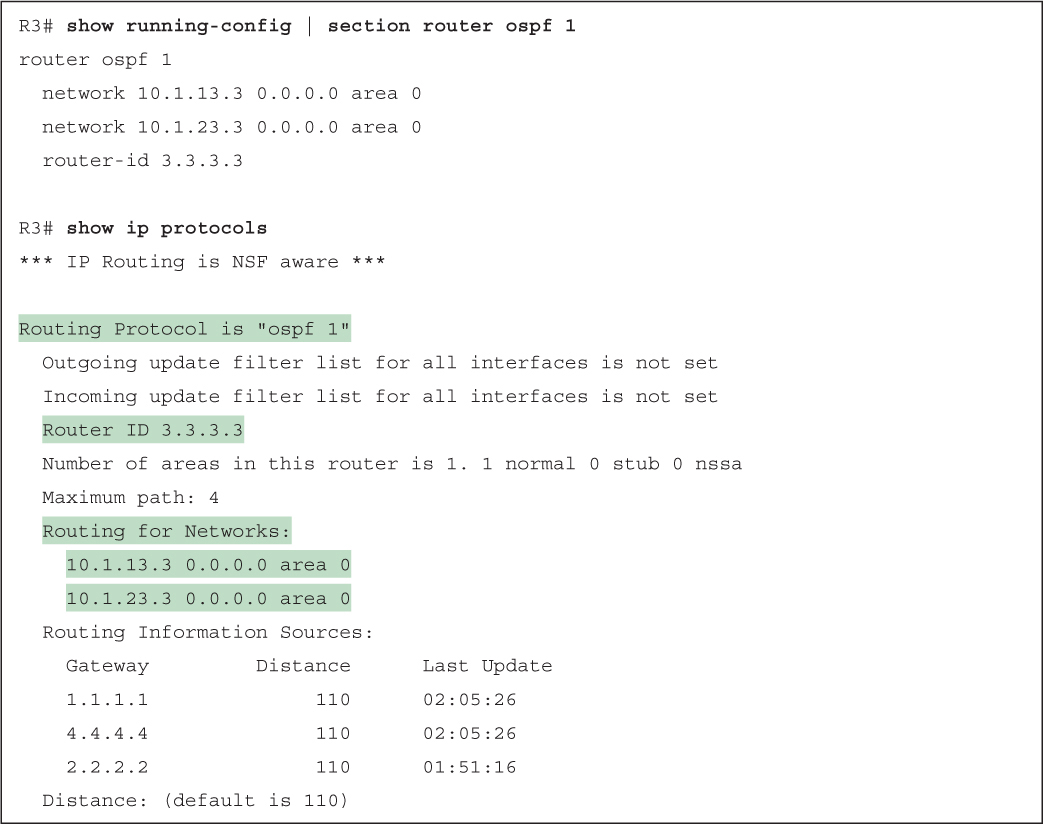 R3# show running-config | section router ospf 1
router ospf 1
  network 10.1.13.3 0.0.0.0 area 0
  network 10.1.23.3 0.0.0.0 area 0
  router-id 3.3.3.3

R3# show ip protocols
*** IP Routing is NSF aware ***

Routing Protocol is "ospf 1"
  Outgoing update filter list for all interfaces is not set
  Incoming update filter list for all interfaces is not set
  Router ID 3.3.3.3
  Number of areas in this router is 1. 1 normal 0 stub 0 nssa
  Maximum path: 4
  Routing for Networks:
    10.1.13.3 0.0.0.0 area 0
    10.1.23.3 0.0.0.0 area 0
  Routing Information Sources:
    Gateway         Distance      Last Update
    1.1.1.1              110      02:05:26
    4.4.4.4              110      02:05:26
    2.2.2.2              110      01:51:16
  Distance: (default is 110)